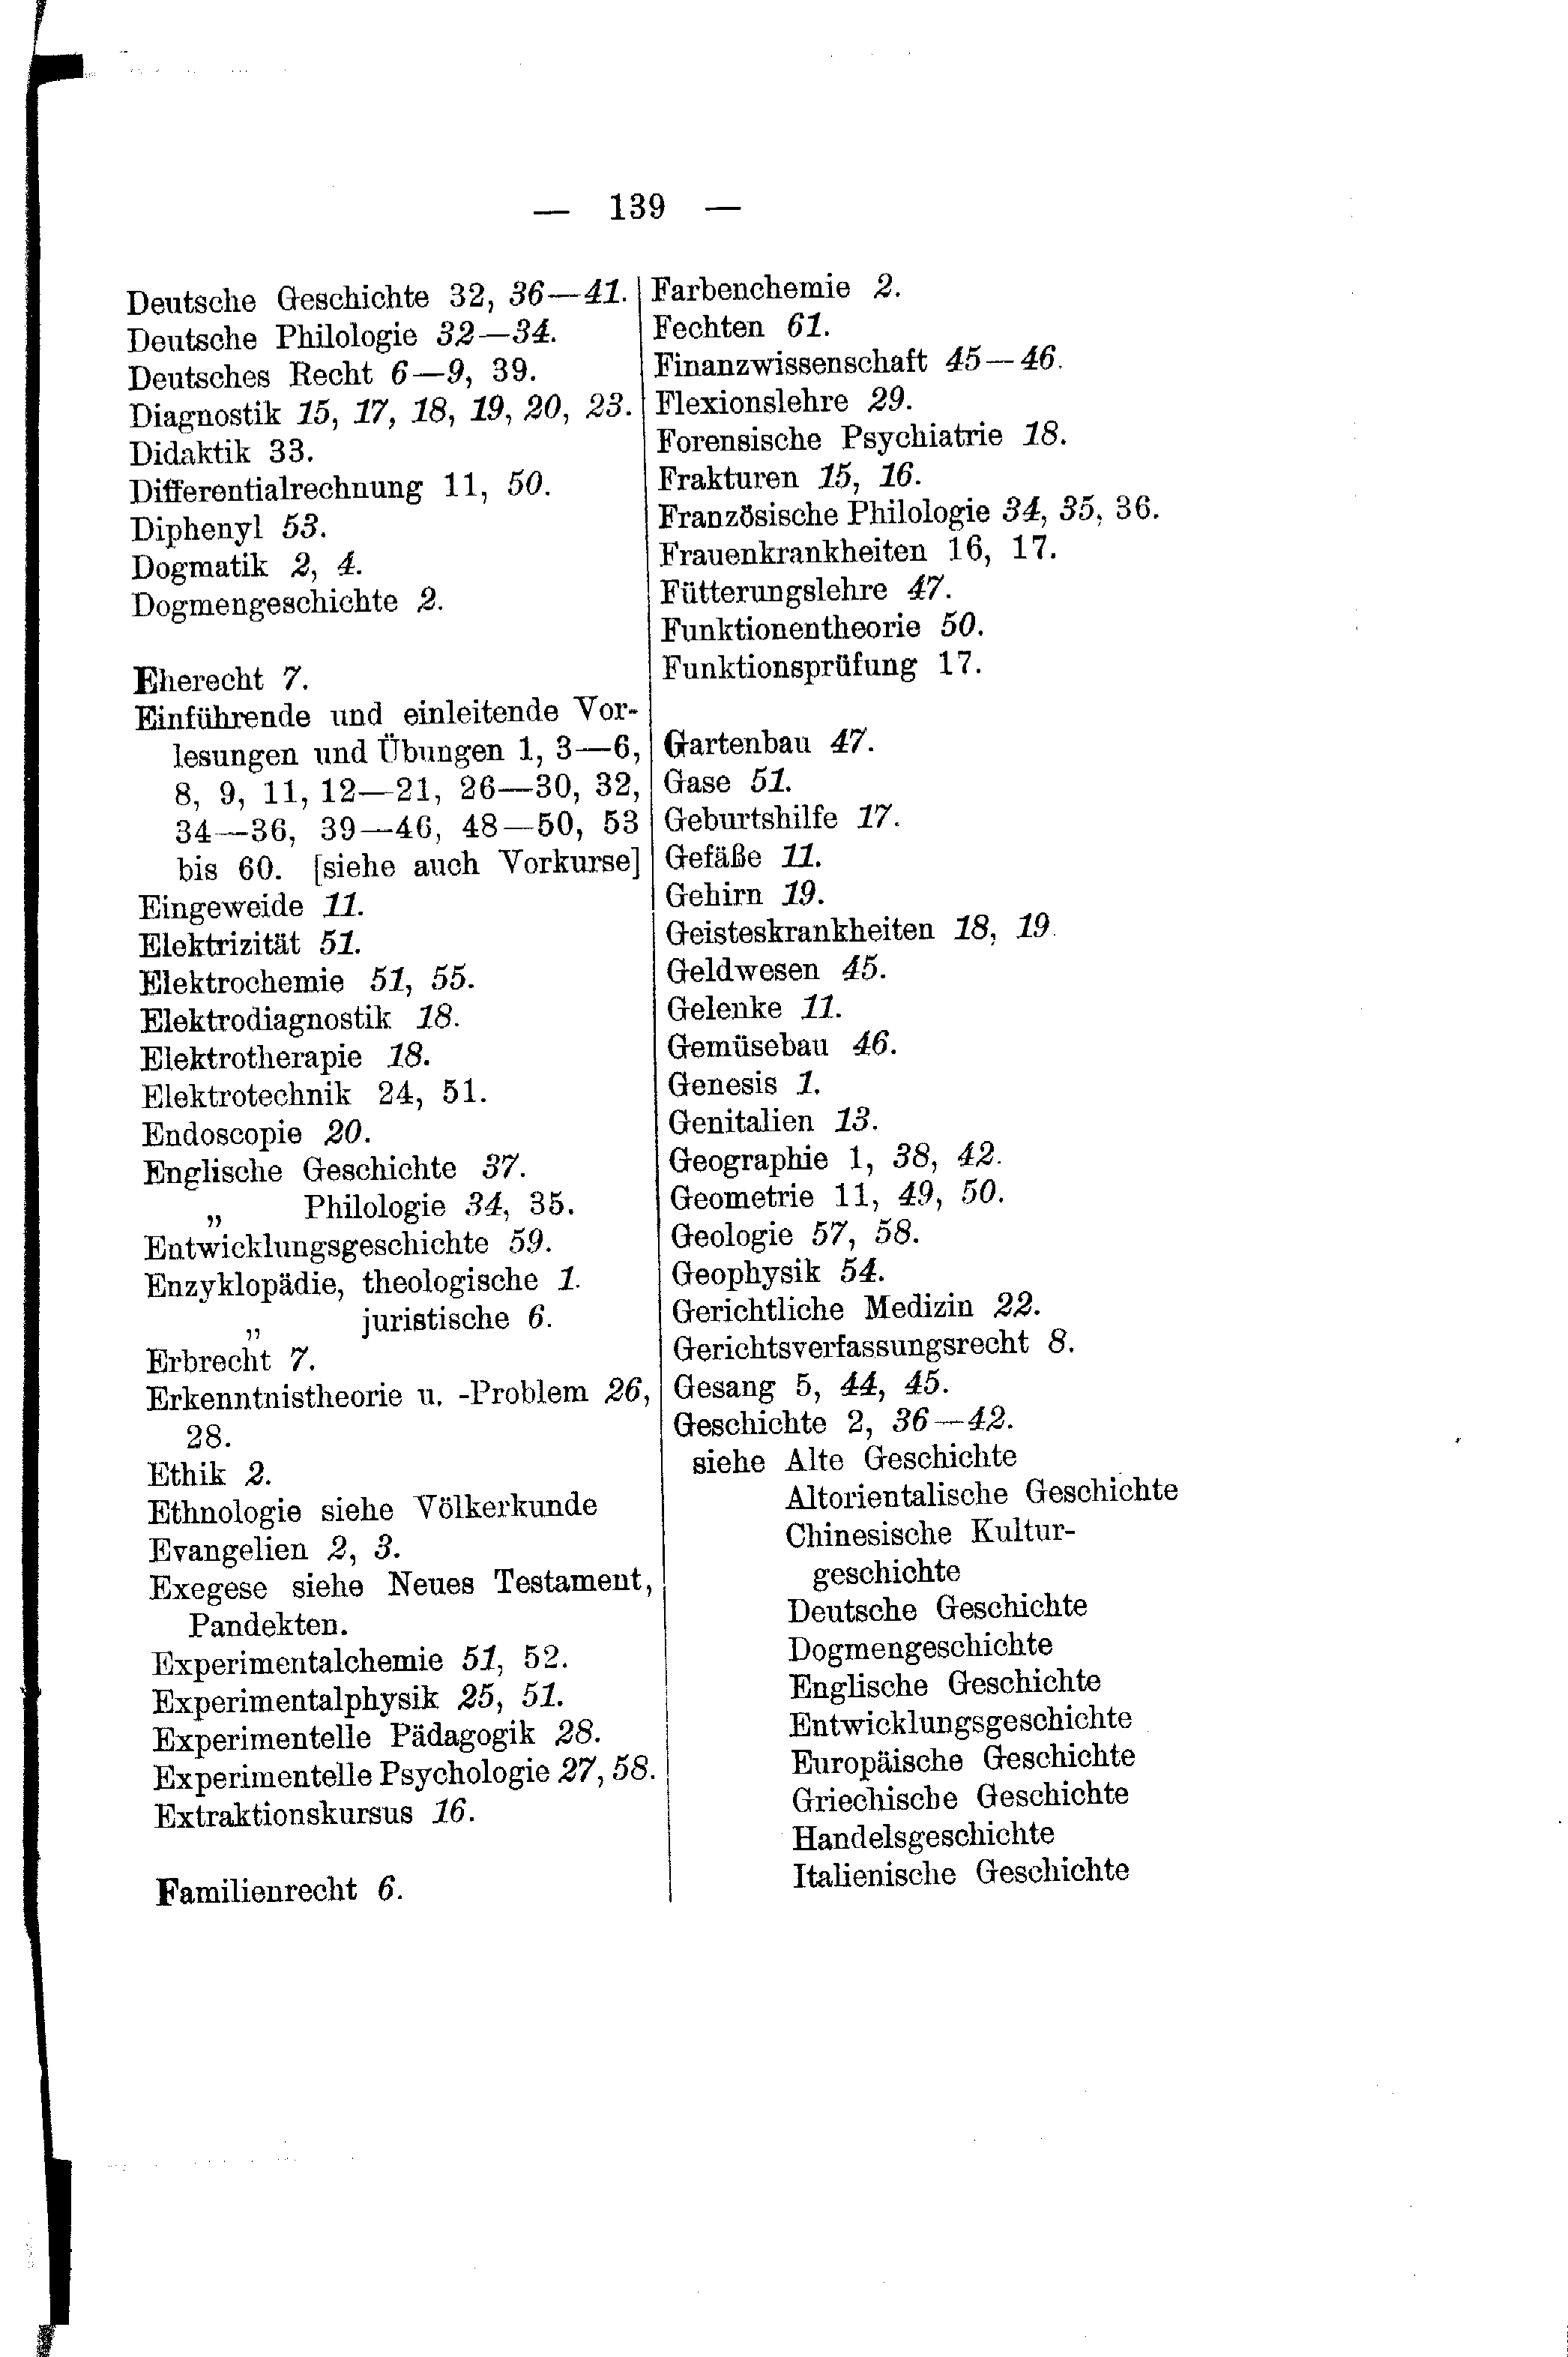 — 139 —
Deutsche Geschichte 32, 36—41.
Deutsche Philologie 32—34.
Deutsches Recht 6—9, 39.
Diagnostik 15, 17, 18, 19, 20, 23.
Didaktik 33.
Differentialrechnung 11, 50.
Diphenyl 53.
Dogmatik 2, 4.
Dogmengeschichte 2.
Eherecht 7.
Einführende und einleitende Vor-
lesungen und Übungen 1, 3—6,
8, 9, 11, 12—21, 26—30, 32,
34—36, 39—46, 48—50, 53
bis 60. [siehe auch Vorkurse]
Eingeweide 11.
Elektrizität 51.
Elektrochemie 51, 55.
Elektrodiagnostik 18.
Elektrotherapie 18.
Elektrotechnik 24, 51.
Endoscopie 20.
Englische Geschichte 37.
„ Philologie 34, 35.
Entwicklungsgeschichte 59.
Enzyklopädie, theologische 1.
„ juristische 6.
Erbrecht 7.
Erkenntnistheorie u. -Problem 26,
28.
Ethik 2.
Ethnologie siehe Völkerkunde
Evangelien 2, 3.
Exegese siehe Neues Testament,
Pandekten.
Experimentalchemie 51, 52.
Experimentalphysik 25, 51.
Experimentelle Pädagogik 28.
Experimentelle Psychologie 27, 58.
Extraktionskursus 16.
Familienrecht 6.
Farbenchemie 2.
Fechten 61.
Finanzwissenschaft 45—46.
Flexionslehre 29.
Forensische Psychiatrie 18.
Frakturen 15, 16.
Französische Philologie 34, 35, 36.
Frauenkrankheiten 16, 17.
Fütterungslehre 47.
Funktionentheorie 50.
Funktionsprüfung 17.
Gartenbau 47.
Gase 51.
Geburtshilfe 17.
Gefäße 11.
Gehirn 19.
Geisteskrankheiten 18, 19.
Geldwesen 45.
Gelenke 11.
Gemüsebau 46.
Genesis 1.
Genitalien 13.
Geographie 1, 38, 42.
Geometrie 11, 49, 50.
Geologie 57, 58.
Geophysik 54.
Gerichtliche Medizin 22.
Gerichtsverfassungsrecht 8.
Gesang 5, 44, 45.
Geschichte 2, 36—42.
siehe Alte Geschichte
Altorientalische Geschichte
Chinesische Kultur-
geschichte
Deutsche Geschichte
Dogmengeschichte
Englische Geschichte
Entwicklungsgeschichte
Europäische Geschichte
Griechische Geschichte
Handelsgeschichte
Italienische Geschichte